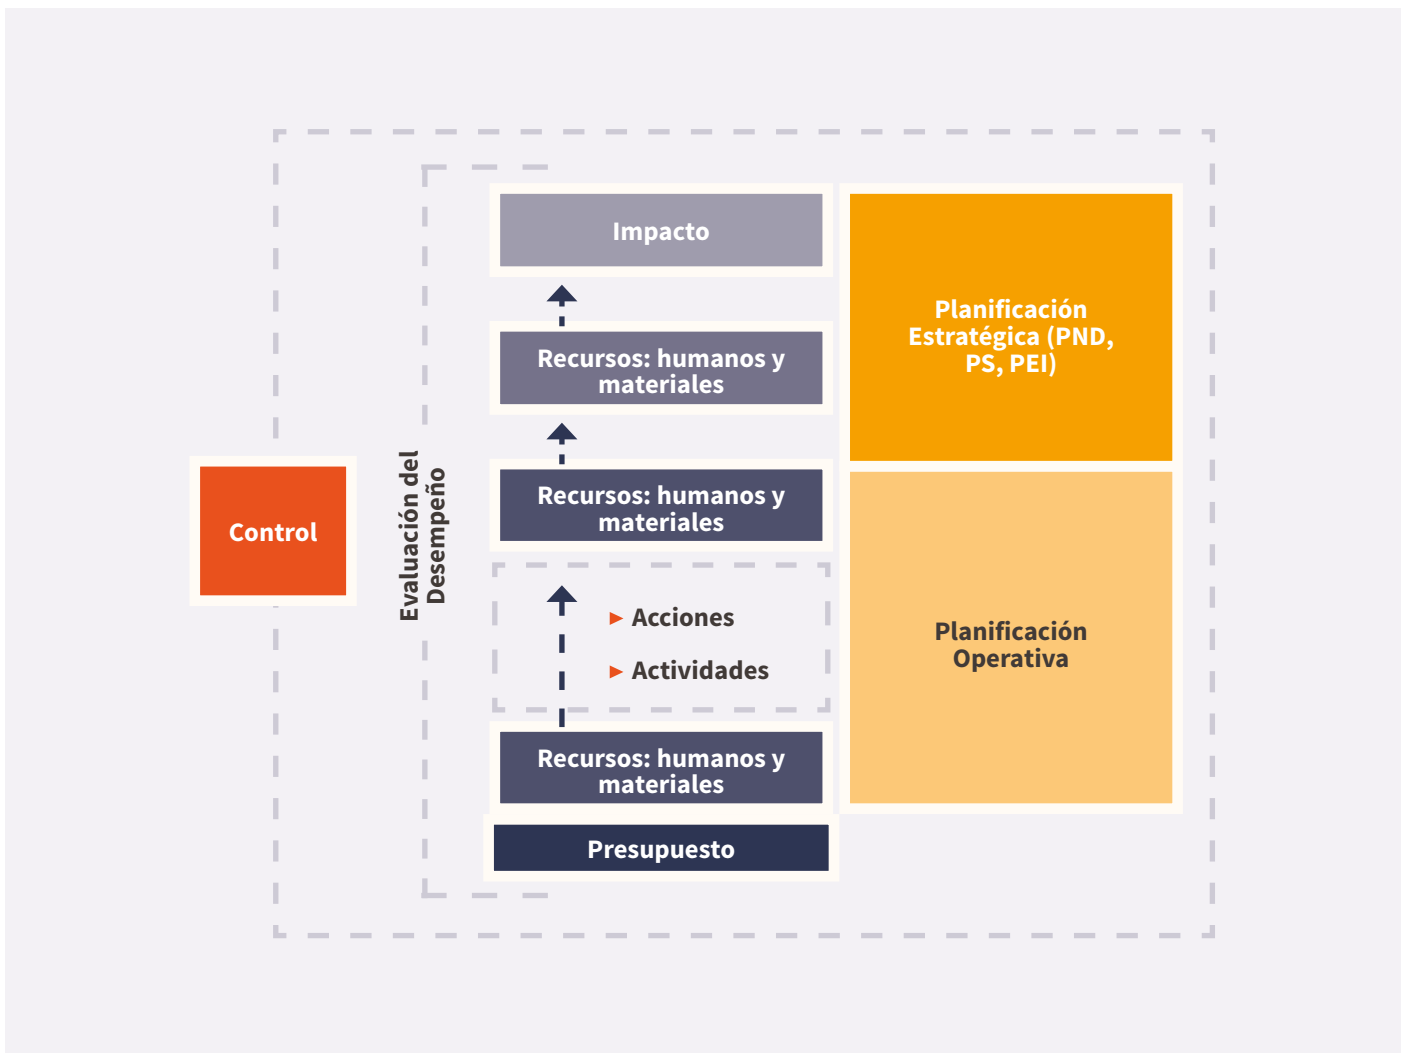 Impacto
Recursos: humanos y
materiales
Recursos: humanos y
materiales
Acciones
Actividades
Recursos: humanos y
materiales
Presupuesto
Planificación
Estratégica (PND,
PS, PEI)
Planificación
Operativa
Control
Evaluación del
Desempeño